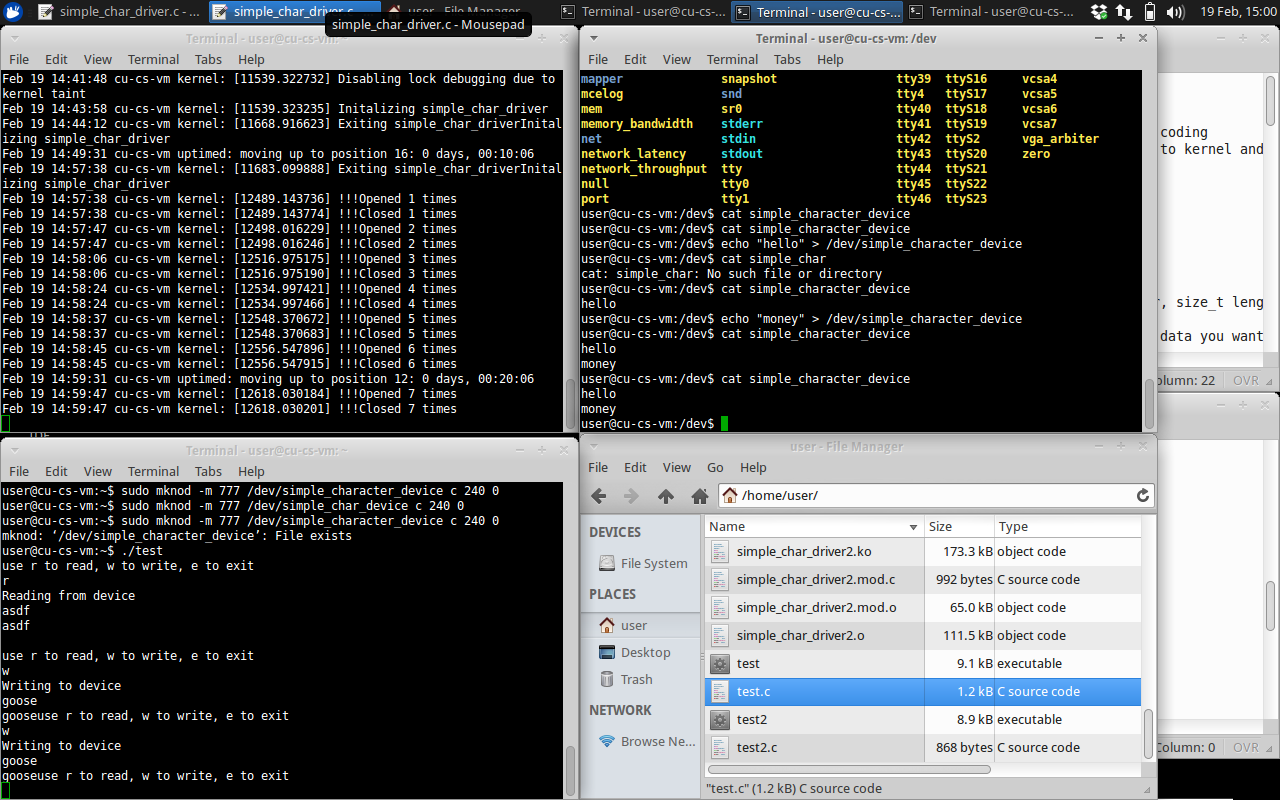 simple_char_driver.c - ...
simple_char_driver.c - ...
user - File Manager
Terminal - user@cu-cs-vm...
Terminal - user@cu-cs-...
Terminal - user@cu-cs-vm...
19 Feb, 15:00
simple_char_driver.c - Mousepad
Terminal - user@cu-cs-vm: ~
File Edit View Terminal Tabs Help
Feb 19 14:41:48 cu-cs-vm kernel: [11539.322732] Disabling lock debugging due to
kernel taint
Feb 19 14:43:58 cu-cs-vm kernel: [11539.323235] Initalizing simple_char_driver
Feb 19 14:44:12 cu-cs-vm kernel: [11668.916623] Exiting simple_char_driverInital
izing simple_char_driver
Feb 19 14:49:31 cu-cs-vm uptimed: moving up to position 16: 0 days, 00:10:06
Feb 19 14:57:38 cu-cs-vm kernel: [11683.099888] Exiting simple_char_driverInital
izing simple_char_driver
Feb 19 14:57:38 cu-cs-vm kernel: [12489.143736] !!!Opened 1 times
Feb 19 14:57:38 cu-cs-vm kernel: [12489.143774] !!!Closed 1 times
Feb 19 14:57:47 cu-cs-vm kernel: [12498.016229] !!!Opened 2 times
Feb 19 14:57:47 cu-cs-vm kernel: [12498.016246] !!!Closed 2 times
Feb 19 14:58:06 cu-cs-vm kernel: [12516.975175] !!!Opened 3 times
Feb 19 14:58:06 cu-cs-vm kernel: [12516.975190] !!!Closed 3 times
Feb 19 14:58:24 cu-cs-vm kernel: [12534.997421] !!!Opened 4 times
Feb 19 14:58:24 cu-cs-vm kernel: [12534.997466] !!!Closed 4 times
Feb 19 14:58:37 cu-cs-vm kernel: [12548.370672] !!!Opened 5 times
Feb 19 14:58:37 cu-cs-vm kernel: [12548.370683] !!!Closed 5 times
Feb 19 14:58:45 cu-cs-vm kernel: [12556.547896] !!!Opened 6 times
Feb 19 14:58:45 cu-cs-vm kernel: [12556.547915] !!!Closed 6 times
Feb 19 14:59:31 cu-cs-vm uptimed: moving up to position 12: 0 days, 00:20:06
Feb 19 14:59:47 cu-cs-vm kernel: [12618.030184] !!!Opened 7 times
Feb 19 14:59:47 cu-cs-vm kernel: [12618.030201] !!!Closed 7 times
Terminal - user@cu-cs-vm: /dev
File Edit View Terminal Tabs Help
mapper snapshot tty39 ttyS16 vcsa4
mcelog snd tty4 ttyS17 vcsa5
mem sr0 tty40 ttyS18 vcsa6
memory_bandwidth stderr tty41 ttyS19 vcsa7
net stdin tty42 ttyS2 vga_arbiter
network_latency stdout tty43 ttyS20 zero
network_throughput tty tty44 ttyS21
null tty0 tty45 ttyS22
port tty1 tty46 ttyS23
user@cu-cs-vm:/dev$ cat simple_character_device
user@cu-cs-vm:/dev$ cat simple_character_device
user@cu-cs-vm:/dev$ echo "hello" > /dev/simple_character_device
user@cu-cs-vm:/dev$ cat simple_char
cat: simple_char: No such file or directory
user@cu-cs-vm:/dev$ cat simple_character_device
hello
user@cu-cs-vm:/dev$ echo "money" > /dev/simple_character_device
user@cu-cs-vm:/dev$ cat simple_character_device
hello
money
user@cu-cs-vm:/dev$ cat simple_character_device
hello
money
user@cu-cs-vm:/dev$
coding
to kernel and
, size_t leng
data you want
olumn: 22 OVR
Terminal - user@cu-cs-vm: ~
File Edit View Terminal Tabs Help
user@cu-cs-vm:~$ sudo mknod -m 777 /dev/simple_character_device c 240 0
user@cu-cs-vm:~$ sudo mknod -m 777 /dev/simple_char_device c 240 0
user@cu-cs-vm:~$ sudo mknod -m 777 /dev/simple_character_device c 240 0
mknod: ‘/dev/simple_character_device’: File exists
user@cu-cs-vm:~$ ./test
use r to read, w to write, e to exit
r
Reding from device
asdf
asdf
use r to read, w to write, e to exit
w
Writing to device
goose
gooseuse r to read, w to write, e to exit
w
Writing to device
goose
gooseuse r to read, w to write, e to exit
user - File Manager
File Edit View Go Help
/home/user/
DEVICES
File System
PLACES
user
Desktop
Trash
NETWORK
Browse Ne...
Name Size Type
simple_char_driver2.ko 173.3 kB object code
simple_char_driver2.mod.c 992 bytes C source code
simple_char_driver2.mod.o 65.0 kB object code
simple_char_driver2.o 111.5 kB object code
test 9.1 kB executable
test.c 1.2 kB C source code
test2 8.9 kB executable
test2.c 868 bytes C source code
"test.c" (1.2 kB) C source code
Column: 0 OVR